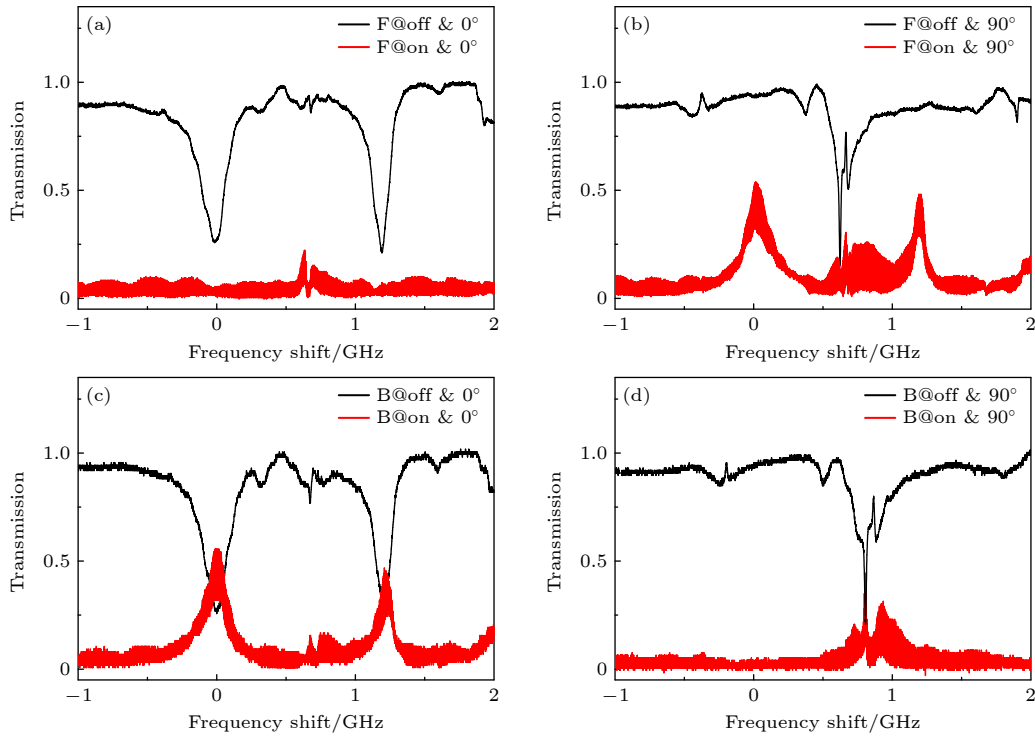 (a)
F@off & 0°
F@on & 0°
Transmission
1.0
0.5
0
−1
0
1
2
Frequency shift/GHz
(b)
F@off & 90°
F@on & 90°
Transmission
1.0
0.5
0
−1
0
1
2
Frequency shift/GHz
(c)
B@off & 0°
B@on & 0°
Transmission
1.0
0.5
0
−1
0
1
2
Frequency shift/GHz
(d)
B@off & 90°
B@on & 90°
Transmission
1.0
0.5
0
−1
0
1
2
Frequency shift/GHz